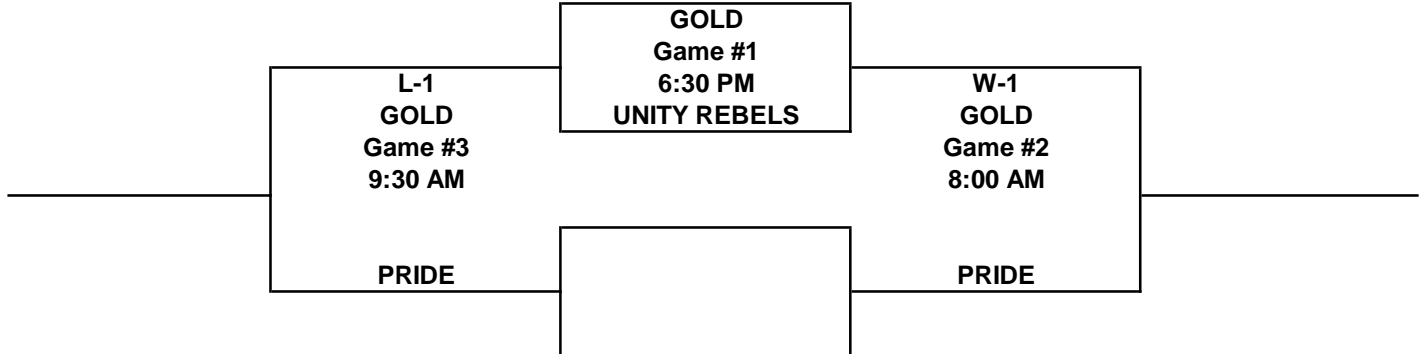 GOLD
Game #1
6:30 PM
UNITY REBELS
L-1
GOLD
Game #3
9:30 AM
PRIDE
W-1
GOLD
Game #2
8:00 AM
PRIDE